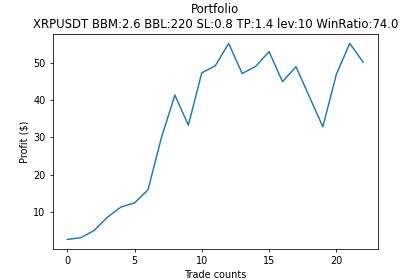 Portfolio
XRPUSDT BBM:2.6 BBL:220 SL:0.8 TP:1.4 lev:10 WinRatio:74.0
Profit ($)
50
40
30
20
10
0 5 10 15 20
Trade counts